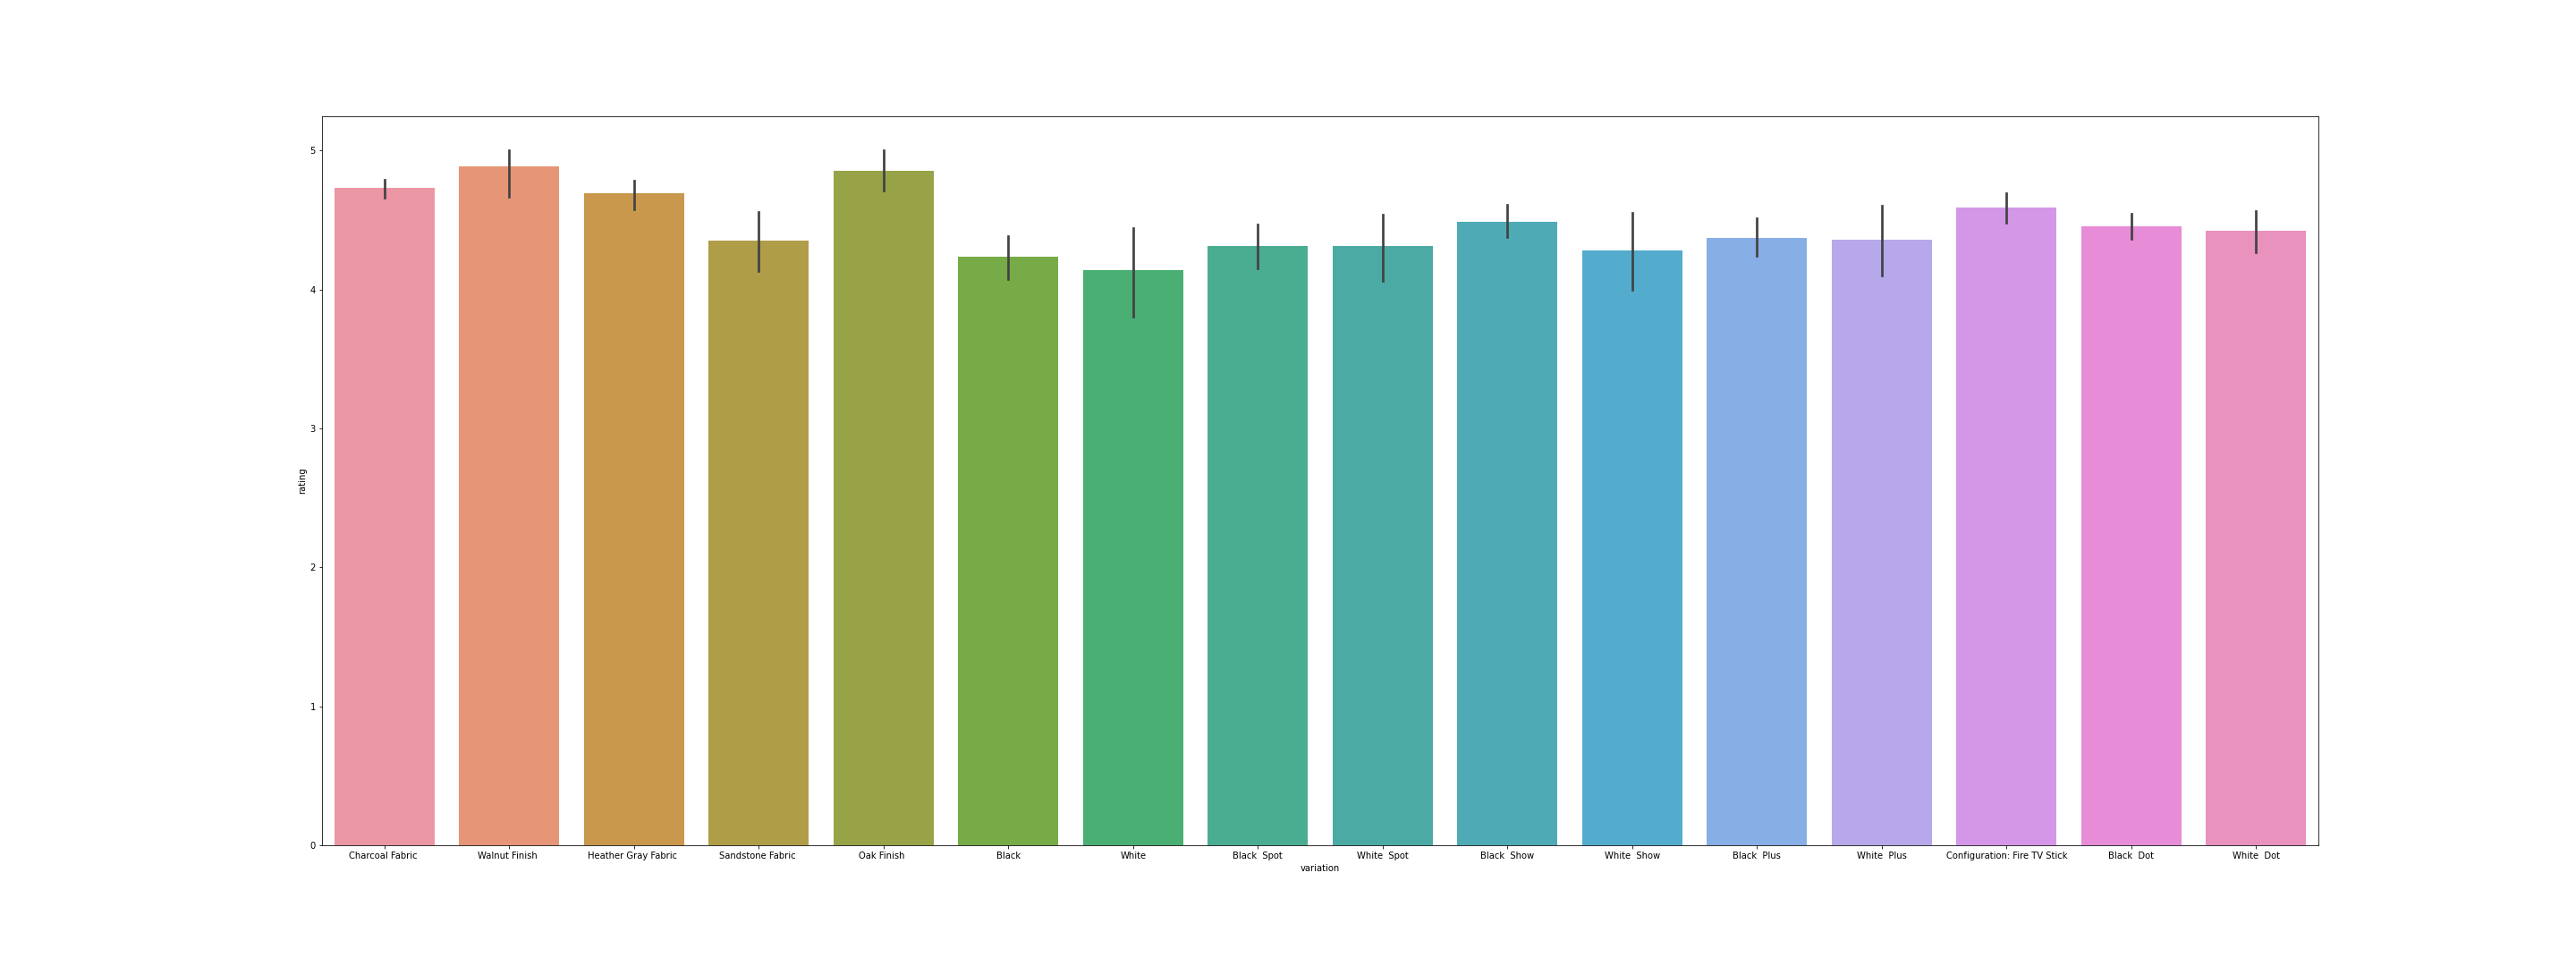 5
4
3
2
1
0
rating
Charcoal Fabric
Walnut Finish
Heather Gray Fabric
Sandstone Fabric
Oak Finish
Black
White
Black  Spot
White  Spot
Black  Show
White  Show
Black  Plus
White  Plus
Configuration: Fire TV Stick
Black  Dot
White  Dot
variation